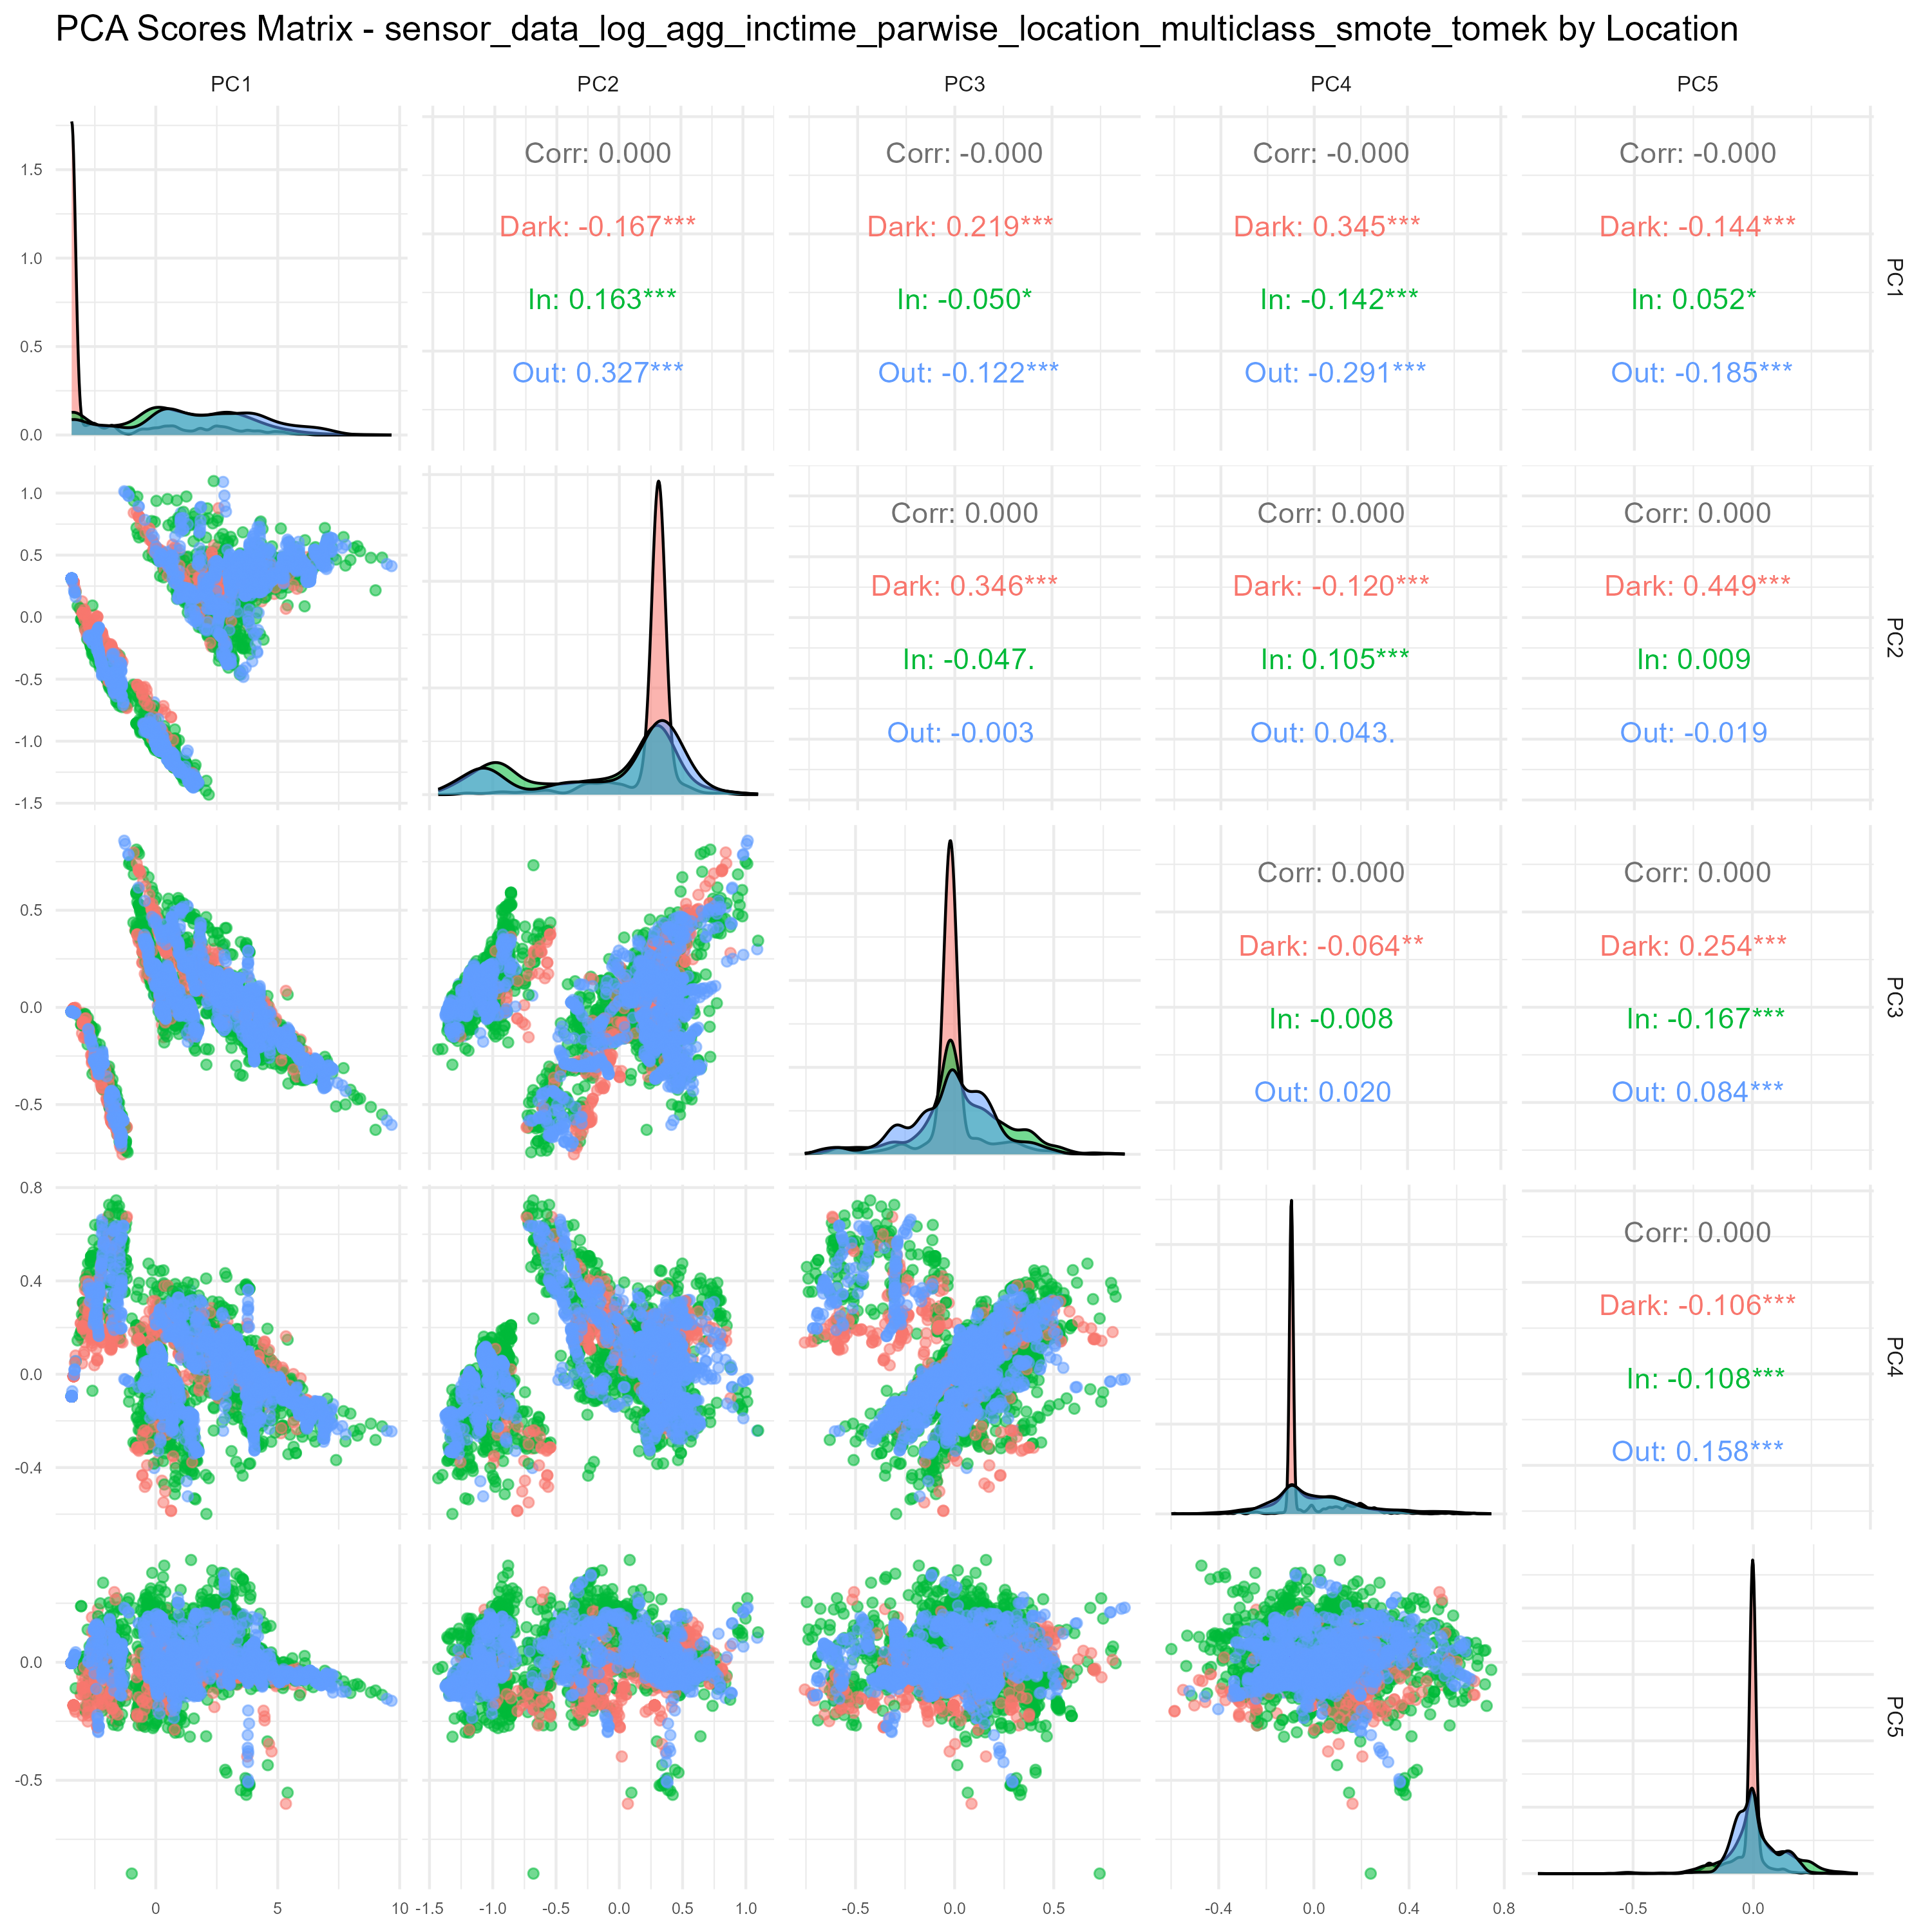 PCA Scores Matrix - sensor_data_log_agg_inctime_parwise_location_multiclass_smote_tomek by Location
PC1 PC2 PC3 PC4 PC5
1.5
1.0
0.5
0.0
Corr: 0.000
Dark: -0.167***
In: 0.163***
Out: 0.327***
Corr: -0.000
Dark: 0.219***
In: -0.050*
Out: -0.122***
Corr: -0.000
Dark: 0.345***
In: -0.142***
Out: -0.291***
Corr: -0.000
Dark: -0.144***
In: 0.052*
Out: -0.185***
PC1
1.0
0.5
0.0
-0.5
-1.0
-1.5
Corr: 0.000
Dark: 0.346***
In: -0.047.
Out: -0.003
Corr: 0.000
Dark: -0.120***
In: 0.105***
Out: 0.043.
Corr: 0.000
Dark: 0.449***
In: 0.009
Out: -0.019
PC2
0.5
0.0
-0.5
Corr: 0.000
Dark: -0.064**
In: -0.008
Out: 0.020
Corr: 0.000
Dark: 0.254***
In: -0.167***
Out: 0.084***
PC3
0.8
0.4
0.0
-0.4
Corr: 0.000
Dark: -0.106***
In: -0.108***
Out: 0.158***
PC4
0.0
-0.5
PC5
0 5 10 -1.5 -1.0 -0.5 0.0 0.5 1.0 -0.5 0.0 0.5 -0.4 0.0 0.4 0.8 -0.5 0.0